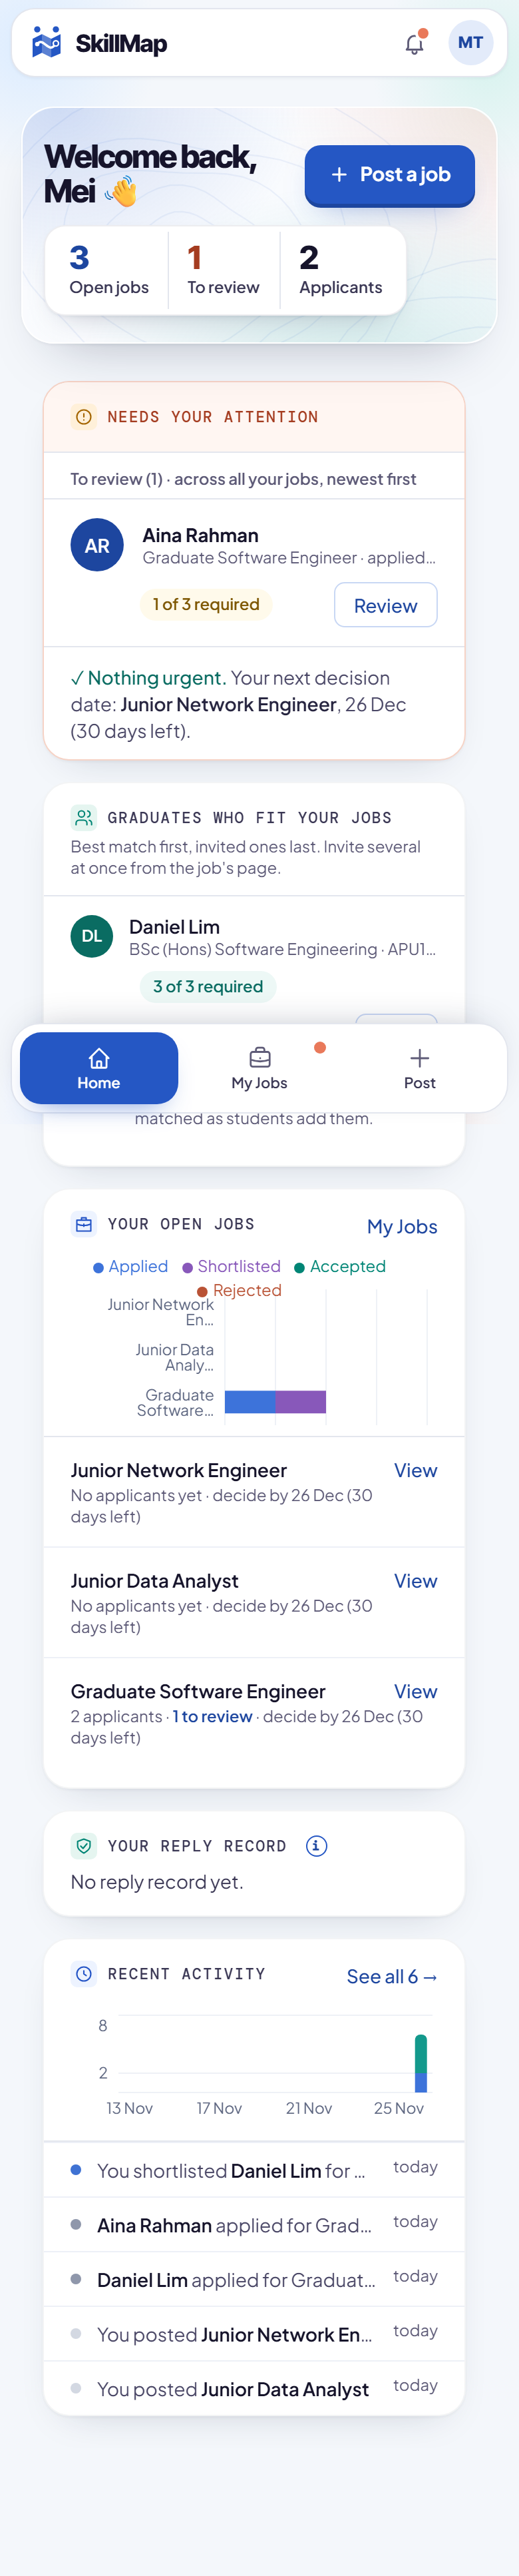 SkillMap
MT
Welcome back,
Mei 👋
+ Post a job
3
Open jobs
1
To review
2
Applicants
NEEDS YOUR ATTENTION
To review (1) · across all your jobs, newest first
AR
Aina Rahman
Graduate Software Engineer · applied...
1 of 3 required
Review
✓ Nothing urgent. Your next decision
date: Junior Network Engineer, 26 Dec
(30 days left).
GRADUATES WHO FIT YOUR JOBS
Best match first, invited ones last. Invite several
at once from the job's page.
DL
Daniel Lim
BSc (Hons) Software Engineering · APU1...
3 of 3 required
Home
My Jobs
Post
matched as students add them.
YOUR OPEN JOBS
My Jobs
Applied
Shortlisted
Accepted
Rejected
Junior Network
En...
Junior Data
Analy...
Graduate
Software...
Junior Network Engineer
View
No applicants yet · decide by 26 Dec (30
days left)
Junior Data Analyst
View
No applicants yet · decide by 26 Dec (30
days left)
Graduate Software Engineer
View
2 applicants · 1 to review · decide by 26 Dec (30
days left)
YOUR REPLY RECORD
No reply record yet.
RECENT ACTIVITY
See all 6 →
8
2
13 Nov
17 Nov
21 Nov
25 Nov
You shortlisted Daniel Lim for ...
today
Aina Rahman applied for Grad...
today
Daniel Lim applied for Graduat...
today
You posted Junior Network En...
today
You posted Junior Data Analyst
today